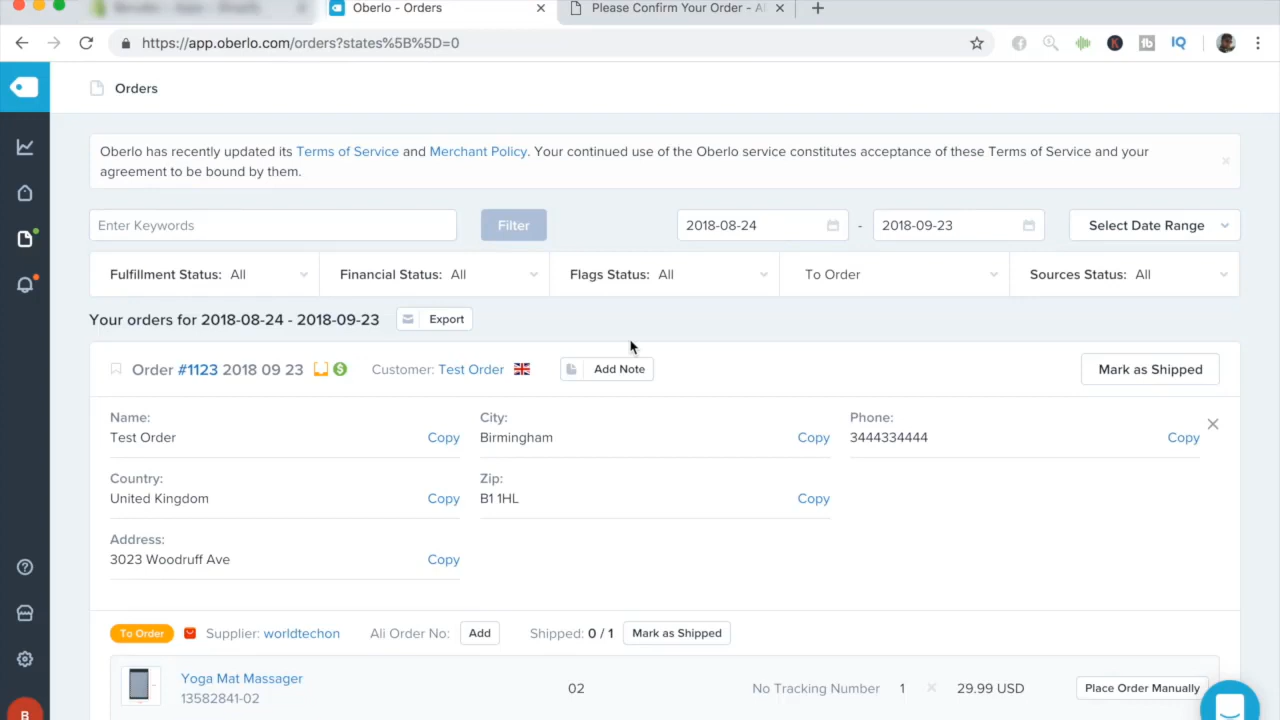 Oberlo - Orders
Please Confirm Your Order - Al
https://app.oberlo.com/orders?states%5B%5D=0
tb
IQ
K
Orders
Oberlo has recently updated its Terms of Service and Merchant Policy. Your continued use of the Oberlo service constitutes acceptance of these Terms of Service and your
agreement to be bound by them.
Enter Keywords
Filter
2018-08-24
-
2018-09-23
Select Date Range
Fulfillment Status: All
Financial Status: All
Flags Status: All
To Order
Sources Status: All
Your orders for 2018-08-24 - 2018-09-23
Export
Order #1123 2018 09 23
Customer: Test Order
Add Note
Mark as Shipped
Name:
Test Order
Copy
City:
Birmingham
Copy
Phone:
3444334444
Copy
Country:
United Kingdom
Copy
Zip:
B1 1HL
Copy
Address:
3023 Woodruff Ave
Copy
To Order
Supplier: worldtechon
Ali Order No:
Add
Shipped: 0 / 1
Mark as Shipped
Yoga Mat Massager
13582841-02
02
No Tracking Number
1
29.99 USD
Place Order Manually
B